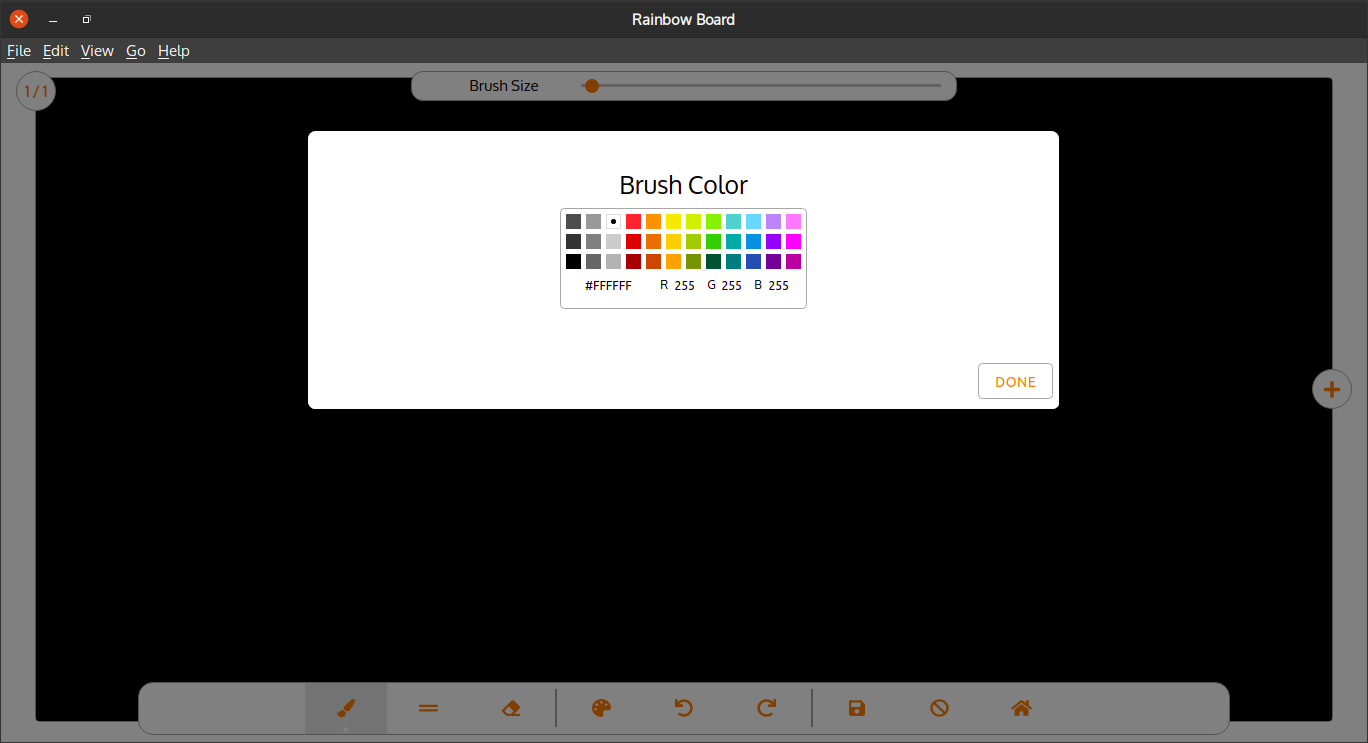 Rainbow Board
File Edit View Go Help
1 / 1
Brush Size
Brush Color
#FFFFFF R 255 G 255 B 255
DONE